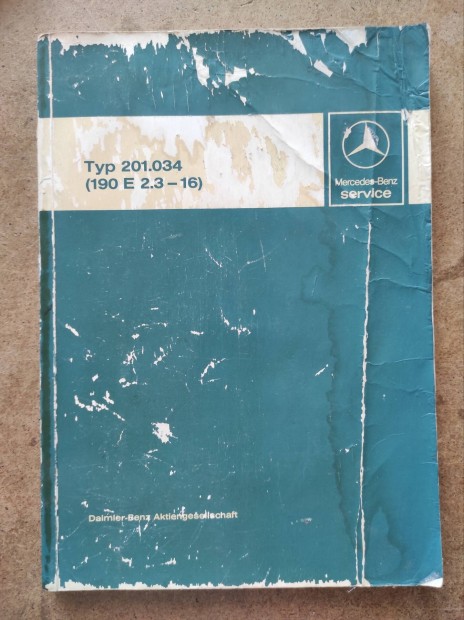 Typ 201.034
(190 E 2.3–16)
Mercedes-Benz
service
Daimler-Benz Aktiengesellschaft